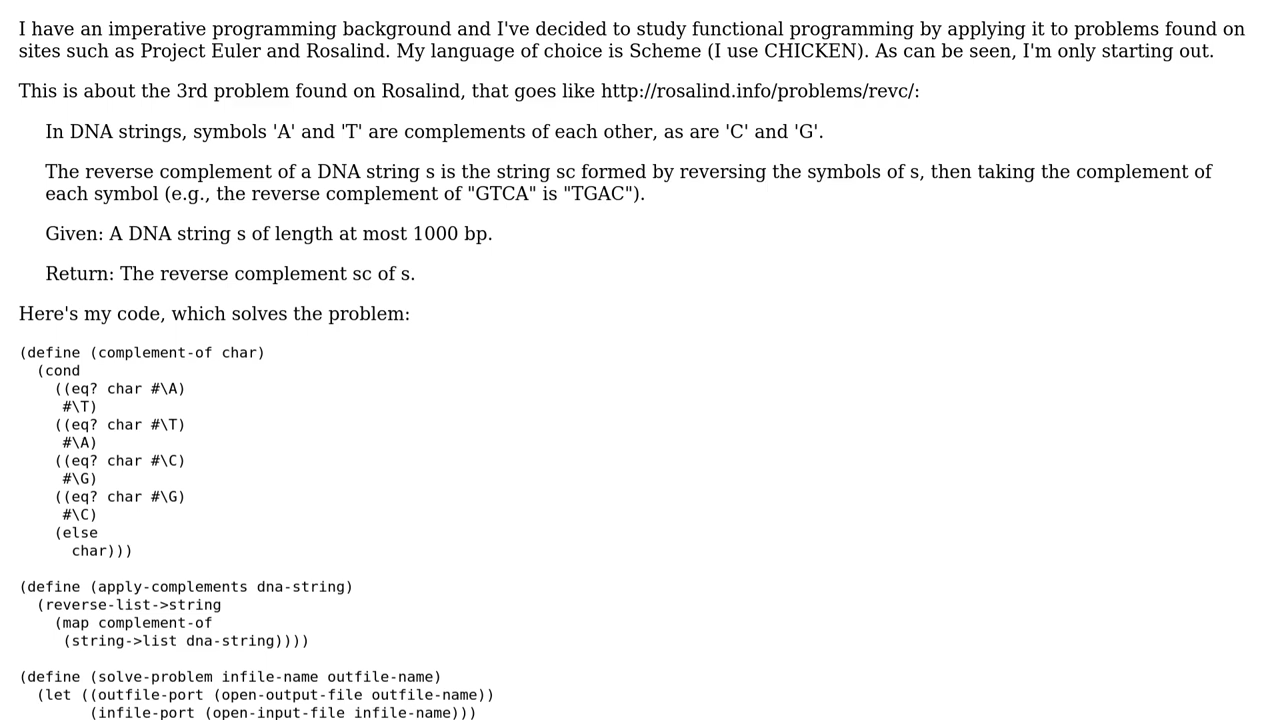 I have an imperative programming background and I've decided to study functional programming by applying it to problems found on
sites such as Project Euler and Rosalind. My language of choice is Scheme (I use CHICKEN). As can be seen, I'm only starting out.
This is about the 3rd problem found on Rosalind, that goes like http://rosalind.info/problems/revc/:
In DNA strings, symbols 'A' and 'T' are complements of each other, as are 'C' and 'G'.
The reverse complement of a DNA string s is the string sc formed by reversing the symbols of s, then taking the complement of
each symbol (e.g., the reverse complement of "GTCA" is "TGAC").
Given: A DNA string s of length at most 1000 bp.
Return: The reverse complement sc of s.
Here's my code, which solves the problem:
(define (complement-of char)
  (cond
    ((eq? char #\A)
     #\T)
    ((eq? char #\T)
     #\A)
    ((eq? char #\C)
     #\G)
    ((eq? char #\G)
     #\C)
    (else
      char)))
(define (apply-complements dna-string)
  (reverse-list->string
    (map complement-of
     (string->list dna-string))))
(define (solve-problem infile-name outfile-name)
  (let ((outfile-port (open-output-file outfile-name))
        (infile-port (open-input-file infile-name)))